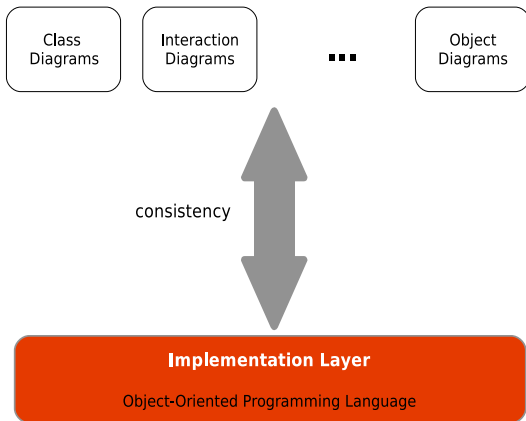 Class
Diagrams
Interaction
Diagrams
...
Object
Diagrams
consistency
Implementation Layer
Object-Oriented Programming Language